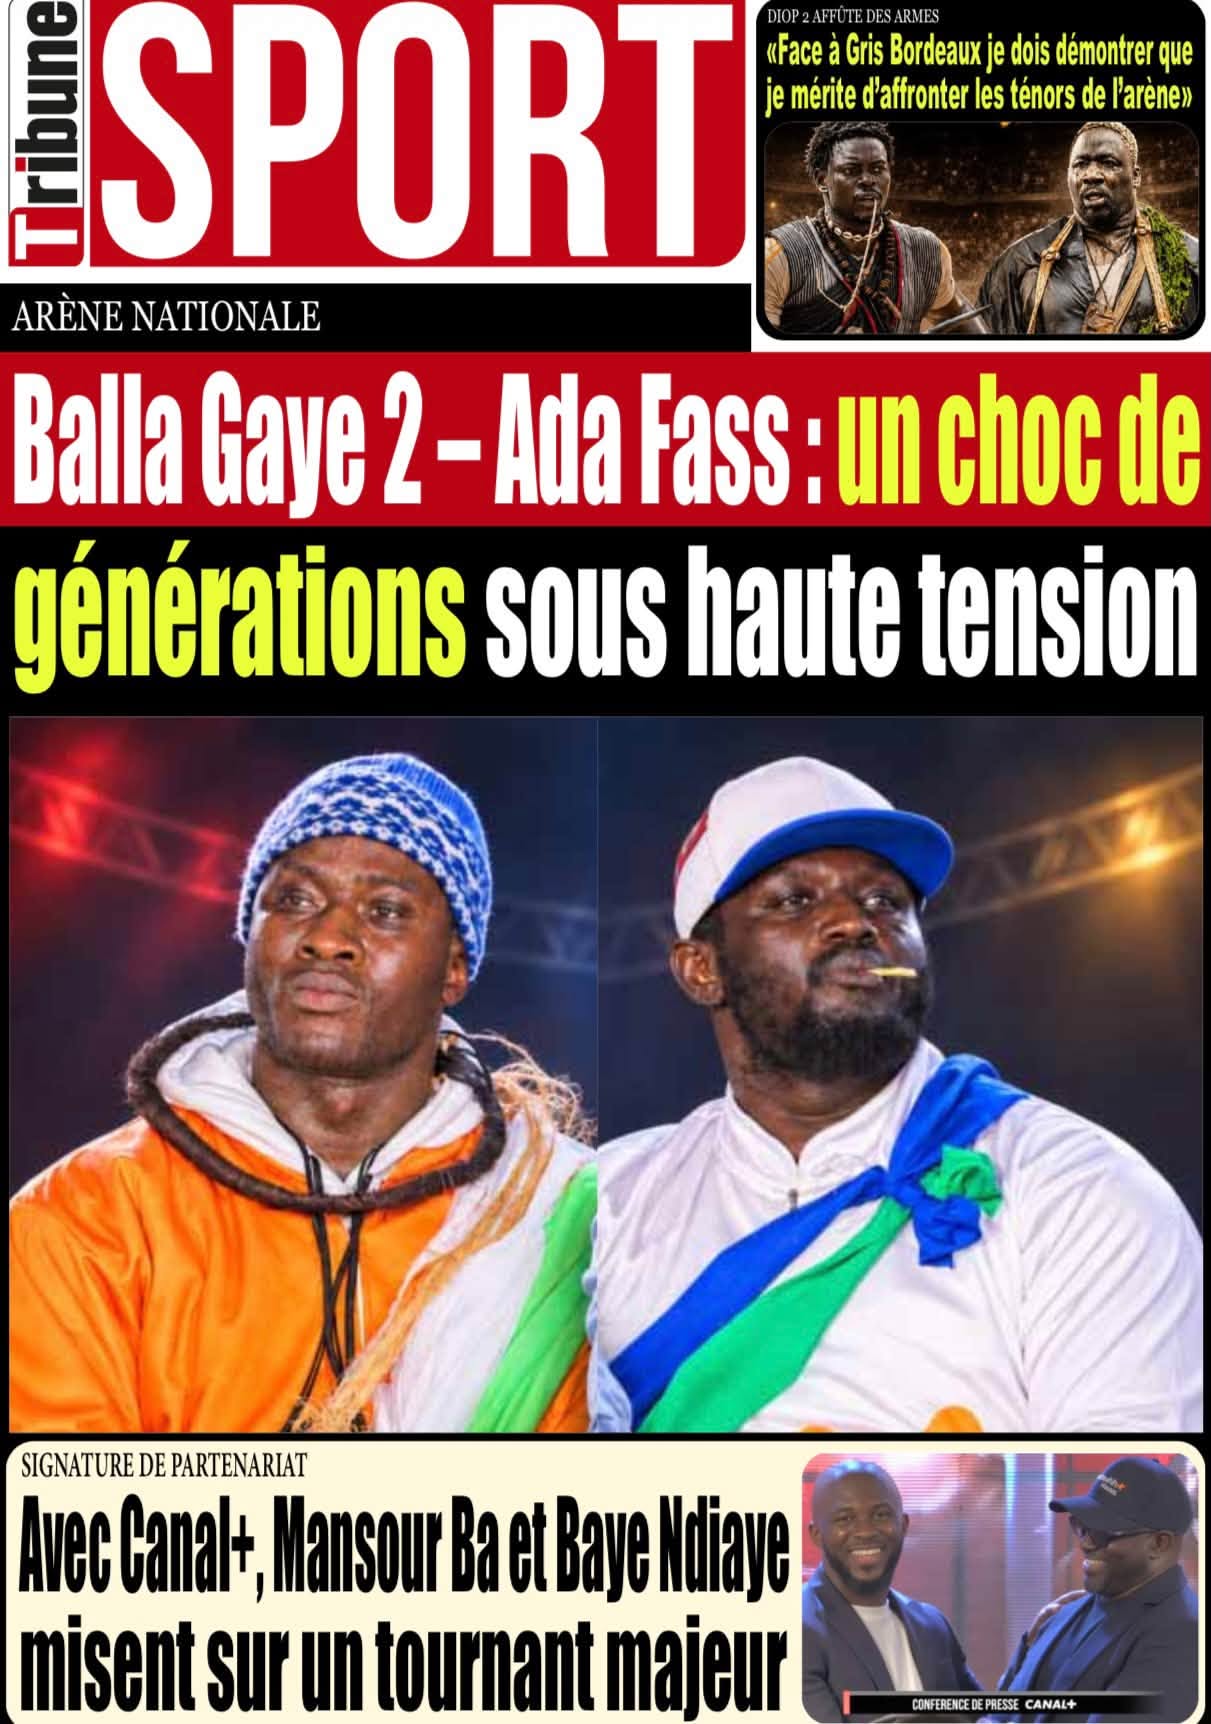 Tribune
SPORT
DIOP 2 AFFÛTE DES ARMES
«Face à Gris Bordeaux je dois démontrer que
je mérite d'affronter les ténors de l'arène»
ARÈNE NATIONALE
Balla Gaye 2 – Ada Fass : un choc de
générations sous haute tension
SIGNATURE DE PARTENARIAT
Avec Canal+, Mansour Ba et Baye Ndiaye
misent sur un tournant majeur
CONFERENCE DE PRESSE CANAL+